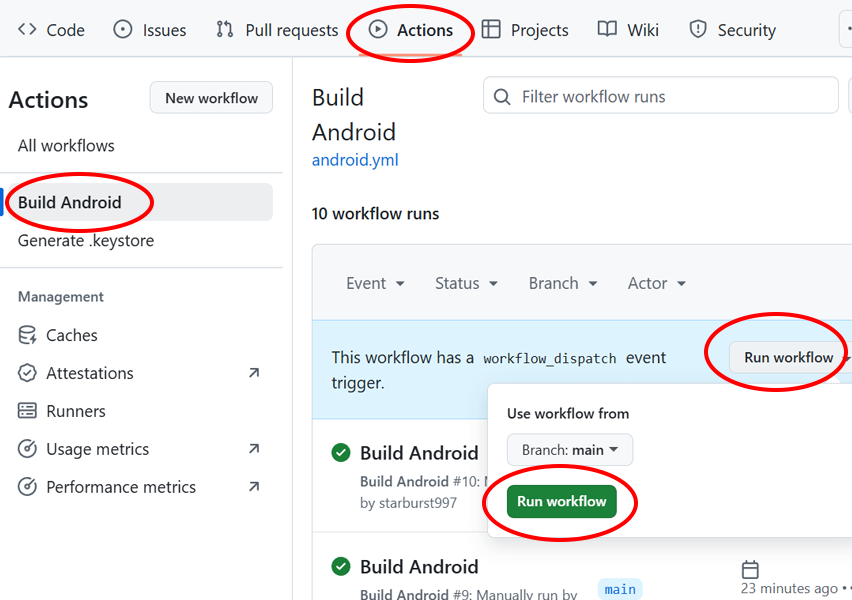 Code Issues Pull requests Actions Projects Wiki Security
Actions
New workflow
All workflows
Build Android
Generate .keystore
Management
Caches
Attestations
Runners
Usage metrics
Performance metrics
Build
Android
android.yml
Filter workflow runs
10 workflow runs
Event Status Branch Actor
This workflow has a workflow_dispatch event
trigger.
Run workflow
Use workflow from
Branch: main
Run workflow
Build Android
Build Android #10:
by starburst997
Build Android
Build Android #9: Manually run by
main
23 minutes ago